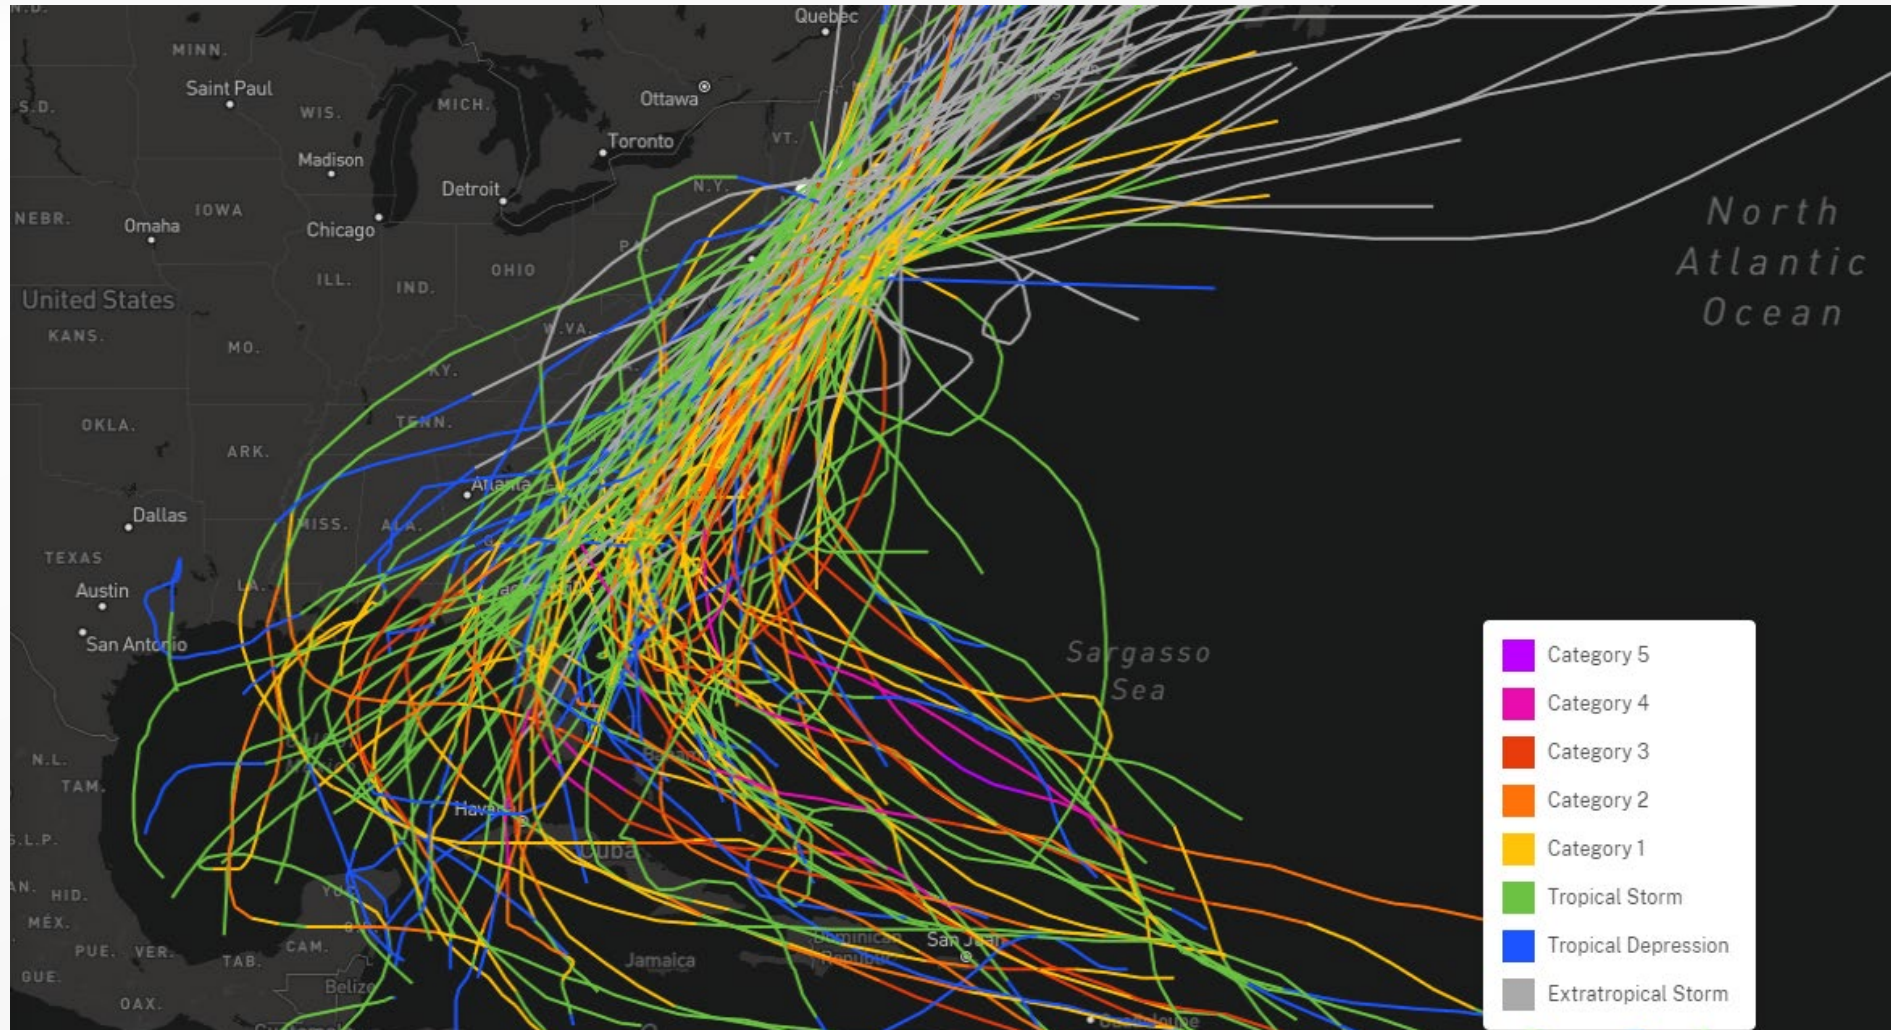 N.D.
Quebec
MINN.
Saint Paul
Ottawa
S.D.
WIS.
MICH.
Toronto
VT.
Madison
Detroit
N.Y.
NEBR.
IOWA
Omaha
Chicago
PA.
North
Atlantic
Ocean
OHIO
ILL.
IND.
United States
KANS.
W.VA.
MO.
KY.
OKLA.
TENN.
ARK.
Atlanta
Dallas
MISS.
ALA.
TEXAS
LA.
Austin
San Antonio
Sargasso
Sea
N.L.
TAM.
Havana
S.L.P.
Cuba
HID.
MÉX.
PUE.
VER.
CAM.
TAB.
GUE.
OAX.
Belize
Jamaica
Dominican
Republic
San Juan
Guadeloupe
Category 5
Category 4
Category 3
Category 2
Category 1
Tropical Storm
Tropical Depression
Extratropical Storm